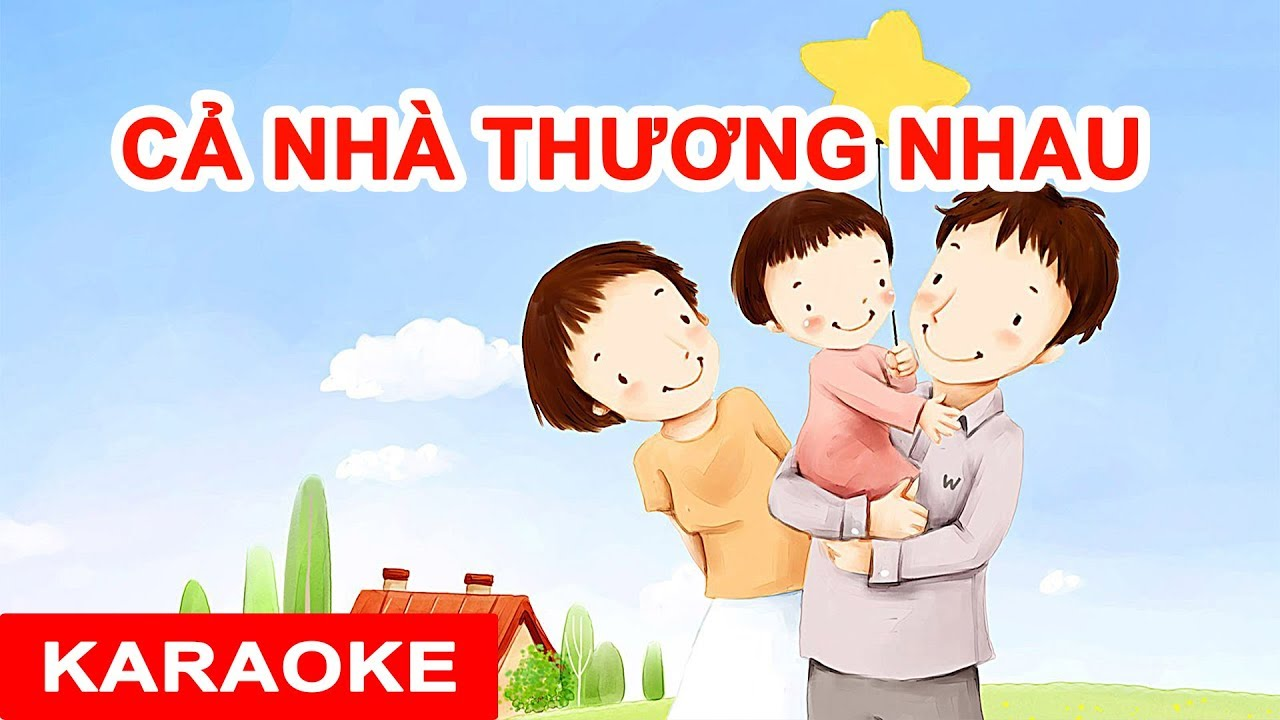 CẢ NHÀ THƯƠNG NHAU
W
KARAOKE